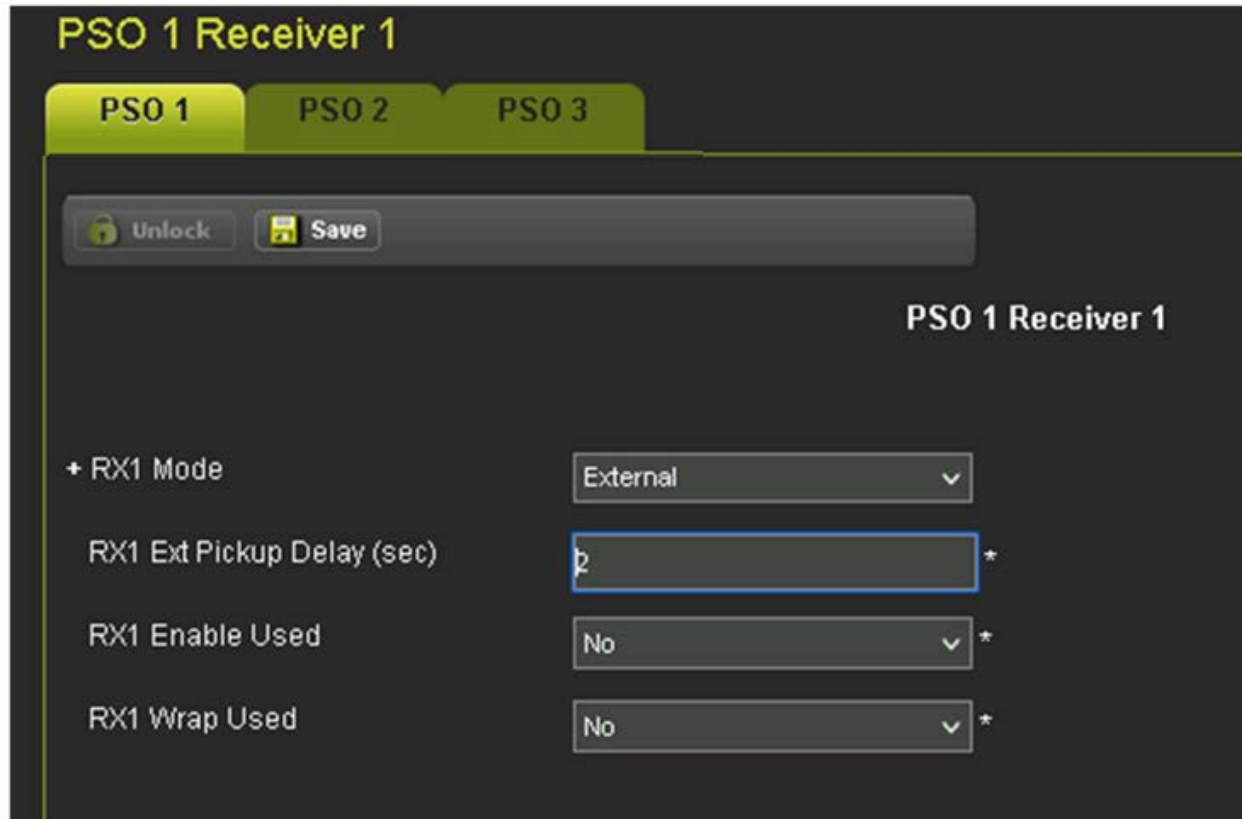 PSO 1 Receiver 1
PSO 1 PSO 2 PSO 3
Unlock Save
PSO 1 Receiver 1
+ RX1 Mode External
RX1 Ext Pickup Delay (sec) 2 *
RX1 Enable Used No *
RX1 Wrap Used No *